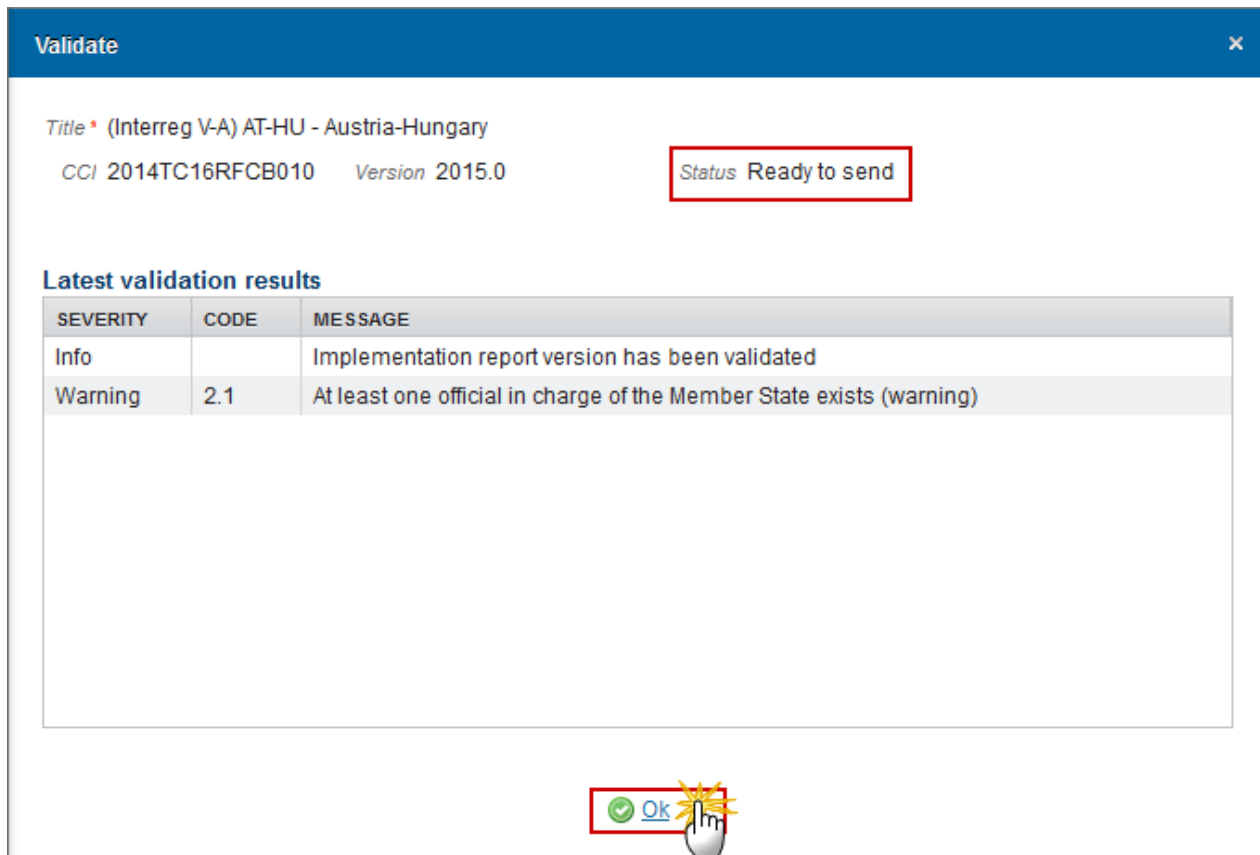 Validate ×
Title * (Interreg V-A) AT-HU - Austria-Hungary
CCI 2014TC16RFCB010 Version 2015.0 Status Ready to send
Latest validation results
SEVERITY CODE MESSAGE
Info Implementation report version has been validated
Warning 2.1 At least one official in charge of the Member State exists (warning)
Ok